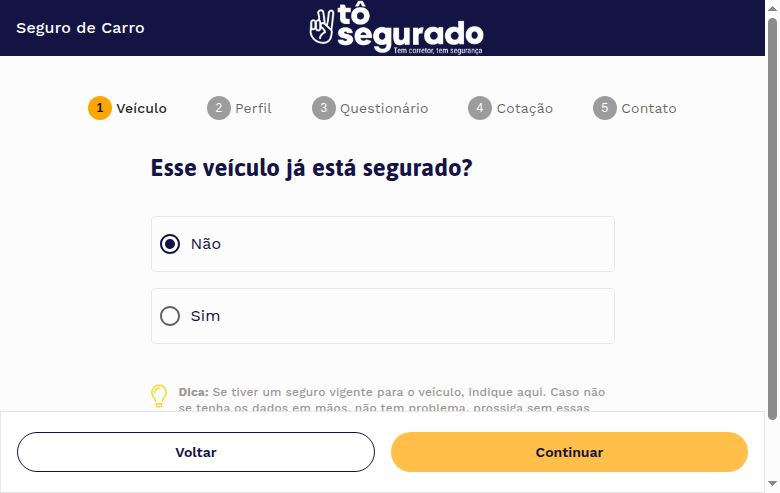 Seguro de Carro
tô
segurado
Tem corretor, tem segurança
1 Veículo 2 Perfil 3 Questionário 4 Cotação 5 Contato
Esse veículo já está segurado?
Não
Sim
Dica: Se tiver um seguro vigente para o veículo, indique aqui. Caso não
se tenha os dados em mãos, não tem problema, prossiga sem essas
Voltar Continuar